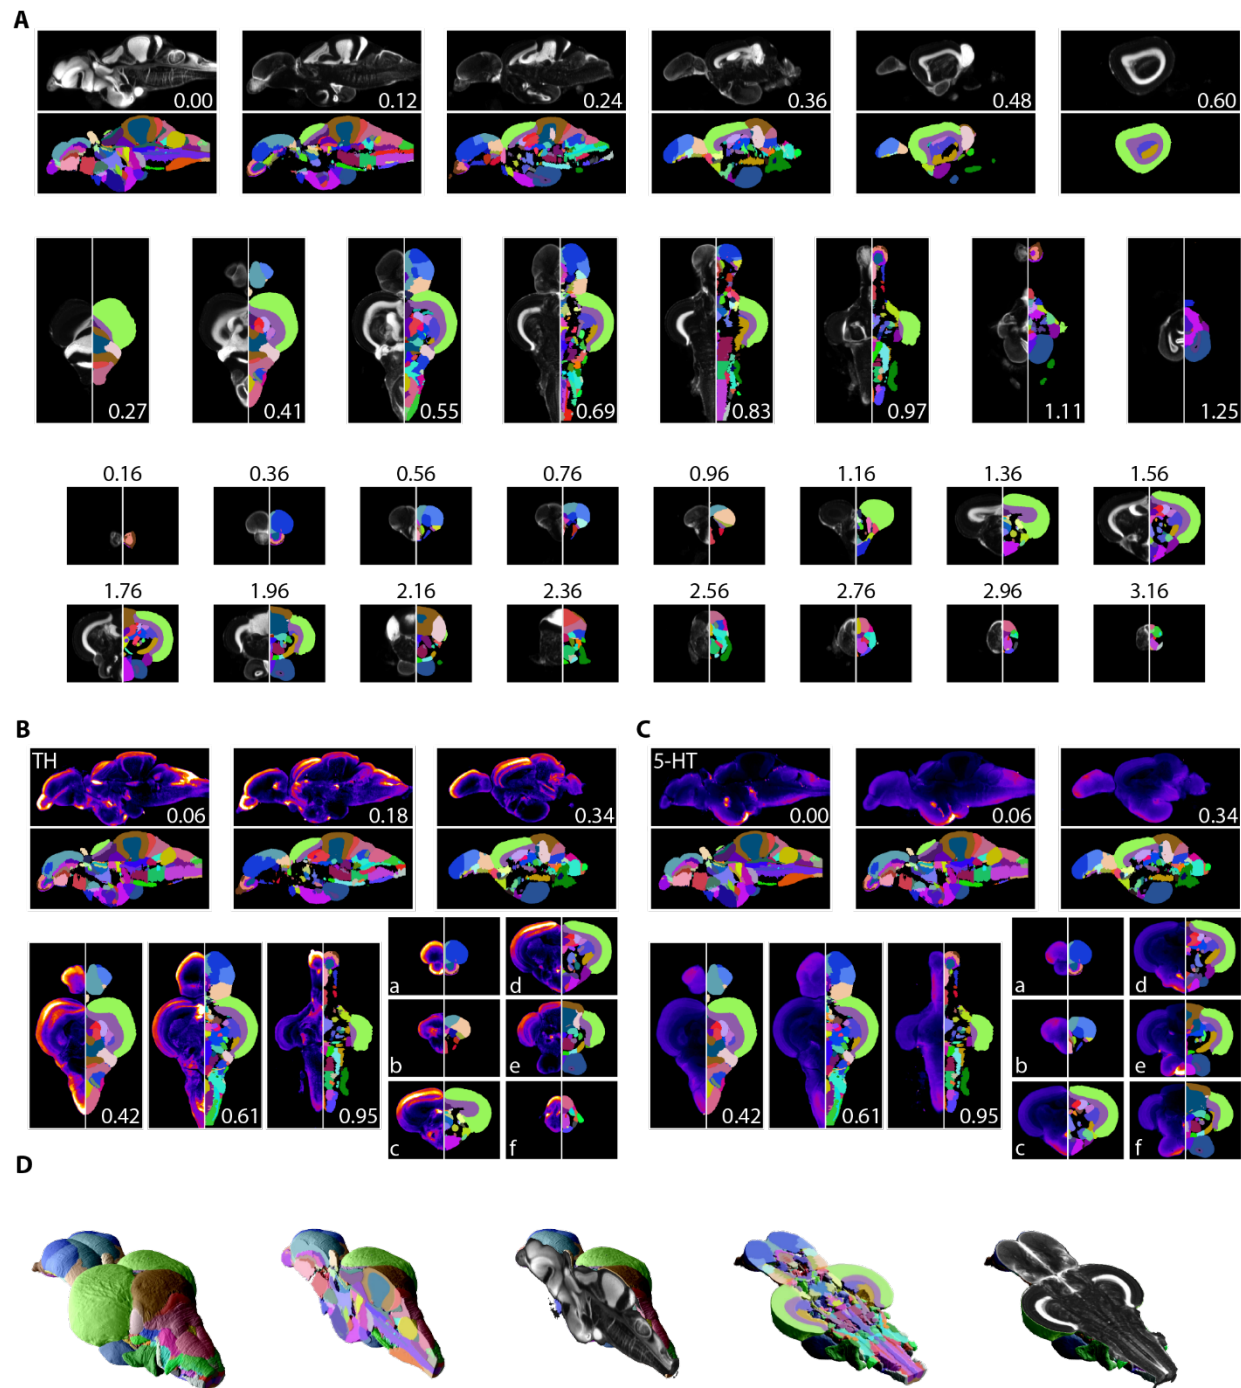 A
0.00 0.12 0.24 0.36 0.48 0.60
0.27 0.41 0.55 0.69 0.83 0.97 1.11 1.25
0.16 0.36 0.56 0.76 0.96 1.16 1.36 1.56
1.76 1.96 2.16 2.36 2.56 2.76 2.96 3.16
B C
TH 5-HT
0.06 0.18 0.34 0.00 0.06 0.34
a d a d
b e b e
0.42 0.61 0.95 c f 0.42 0.61 0.95 c f
D